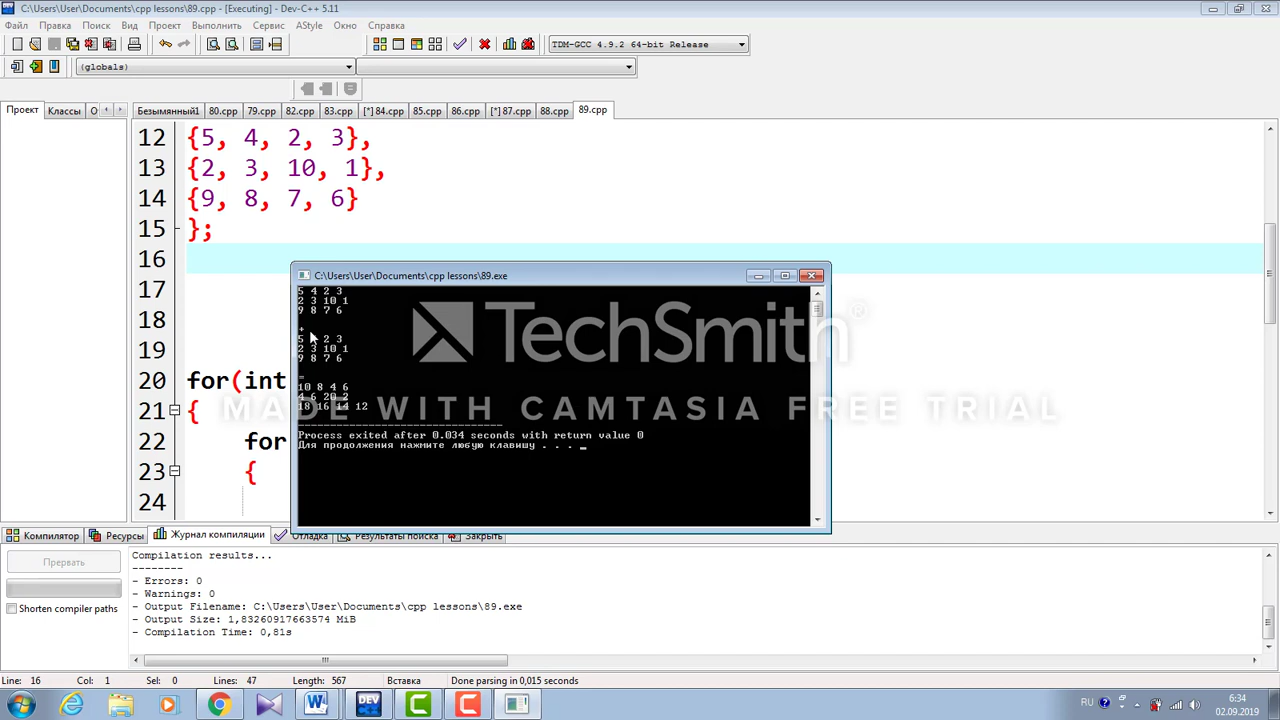 C:\Users\User\Documents\cpp lessons\89.cpp - [Executing] - Dev-C++ 5.11
Файл Правка Поиск Вид Проект Выполнить Сервис AStyle Окно Справка
TDM-GCC 4.9.2 64-bit Release
(globals)
Проект Классы О
Безымянный1 80.cpp 79.cpp 82.cpp 83.cpp [*] 84.cpp 85.cpp 86.cpp [*] 87.cpp 88.cpp 89.cpp
12 {5, 4, 2, 3},
13 {2, 3, 10, 1},
14 {9, 8, 7, 6}
15 };
16
17
18
19
20 for(int
21 {
22 for
23 {
24
C:\Users\User\Documents\cpp lessons\89.exe
5 4 2 3
2 3 10 1
9 8 7 6
+
5 2 3
2 3 10 1
9 8 7 6
=
10 8 4 6
4 6 20 2
18 16 14 12
--------------------------------
Process exited after 0.034 seconds with return value 0
Для продолжения нажмите любую клавишу . . . _
TechSmith®
MADE WITH CAMTASIA FREE TRIAL
Компилятор Ресурсы Журнал компиляции Отладка Результаты поиска Закрыть
Прервать
Shorten compiler paths
Compilation results...
--------
- Errors: 0
- Warnings: 0
- Output Filename: C:\Users\User\Documents\cpp lessons\89.exe
- Output Size: 1,83260917663574 MiB
- Compilation Time: 0,81s
Line: 16 Col: 1 Sel: 0 Lines: 47 Length: 567 Вставка Done parsing in 0,015 seconds
DEV
RU
6:34
02.09.2019